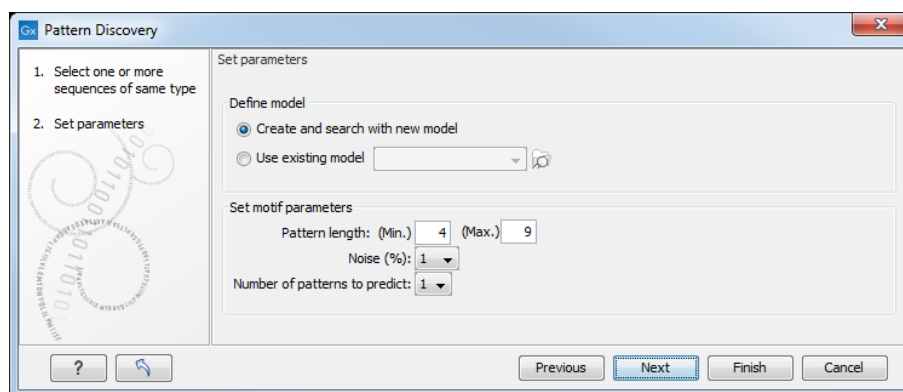 Gx Pattern Discovery
1. Select one or more
sequences of same type
2. Set parameters
Set parameters
Define model
Create and search with new model
Use existing model
Set motif parameters
Pattern length: (Min.) 4 (Max.) 9
Noise (%): 1
Number of patterns to predict: 1
? Previous Next Finish Cancel